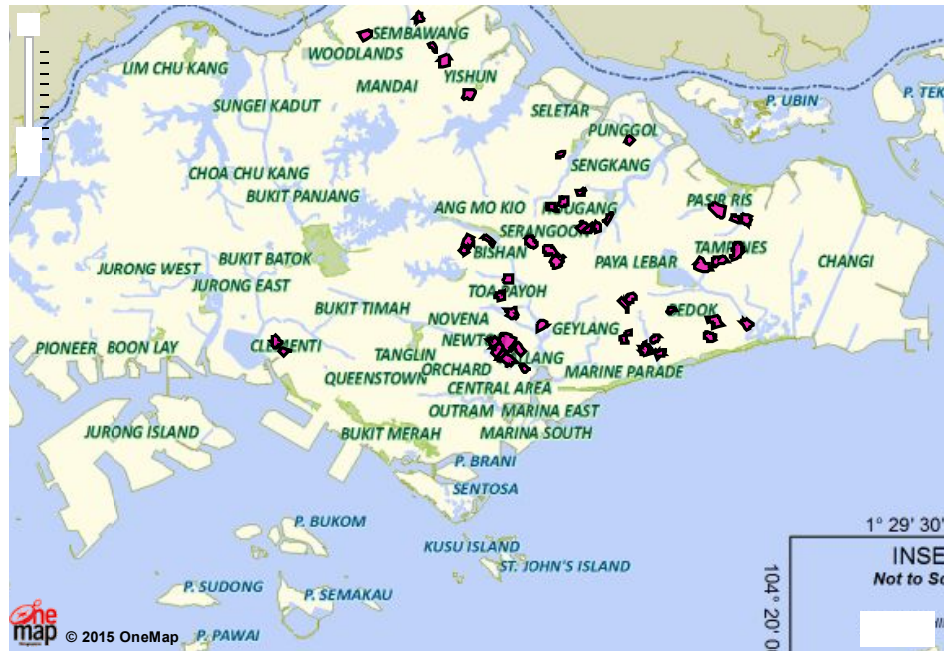 SEMBAWANG
WOODLANDS
LIM CHU KANG
YISHUN
MANDAI
P. UBIN
P. TEK
SUNGEI KADUT
SELETAR
PUNGGOL
SENGKANG
CHOA CHU KANG
BUKIT PANJANG
PASIR RIS
ANG MO KIO
SERANGOON
BISHAN
PAYA LEBAR
BUKIT BATOK
CHANGI
JURONG WEST
JURONG EAST
TOA PAYOH
BUKIT TIMAH
NOVENA
GEYLANG
CLEMENTI
PIONEER
BOON LAY
TANGLIN
ORCHARD
MARINE PARADE
QUEENSTOWN
CENTRAL AREA
OUTRAM
MARINA EAST
JURONG ISLAND
BUKIT MERAH
MARINA SOUTH
P. BRANI
SENTOSA
P. BUKOM
1° 29' 30'
KUSU ISLAND
INSE
ST. JOHN'S ISLAND
Not to Sc
104° 20' 0
P. SUDONG
P. SEMAKAU
One
map © 2015 OneMap
P. PAWAI